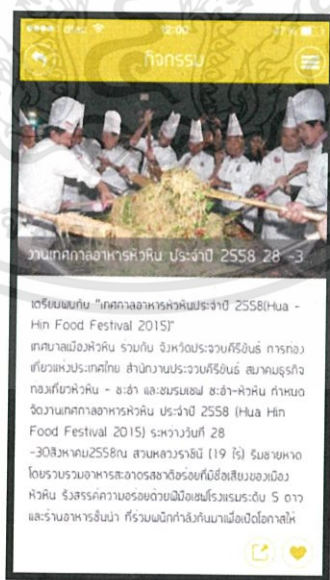 12:00
กิจกรรม
งานเทศกาลอาหารหัวหิน ประจำปี 2558 28 -3
เตรียมพบกับ "เทศกาลอาหารหัวหินประจำปี 2558(Hua -
Hin Food Festival 2015)"
เทศบาลเมืองหัวหิน ร่วมกับ จังหวัดประจวบคีรีขันธ์ การท่อง
เที่ยวแห่งประเทศไทย สำนักงานประจวบคีรีขันธ์ สมาคมธุรกิจ
ท่องเที่ยวหัวหิน - ชะอำ และชมรมเชฟ ชะอำ-หัวหิน กำหนด
จัดงานเทศกาลอาหารหัวหิน ประจำปี 2558 (Hua Hin
Food Festival 2015) ระหว่างวันที่ 28
-30สิงหาคม2558ณ สวนหลวงราชินี (19 ไร่) ริมชายหาด
โดยรวบรวมอาหารสะอาดรสชาติอร่อยที่มีชื่อเสียงของเมือง
หัวหิน รังสรรค์ความอร่อยด้วยฝีมือเชฟโรงแรมระดับ 5 ดาว
และร้านอาหารชั้นนำ ที่ร่วมผนึกกำลังกันมาเพื่อเปิดโอกาสให้